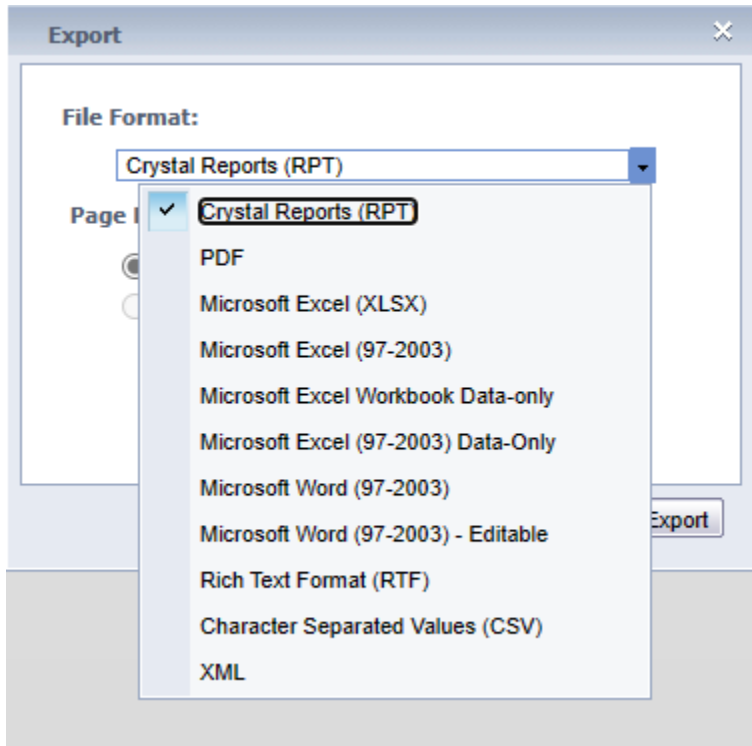 Export
File Format:
Crystal Reports (RPT)
Page
Crystal Reports (RPT)
PDF
Microsoft Excel (XLSX)
Microsoft Excel (97-2003)
Microsoft Excel Workbook Data-only
Microsoft Excel (97-2003) Data-Only
Microsoft Word (97-2003)
Microsoft Word (97-2003) - Editable
Export
Rich Text Format (RTF)
Character Separated Values (CSV)
XML